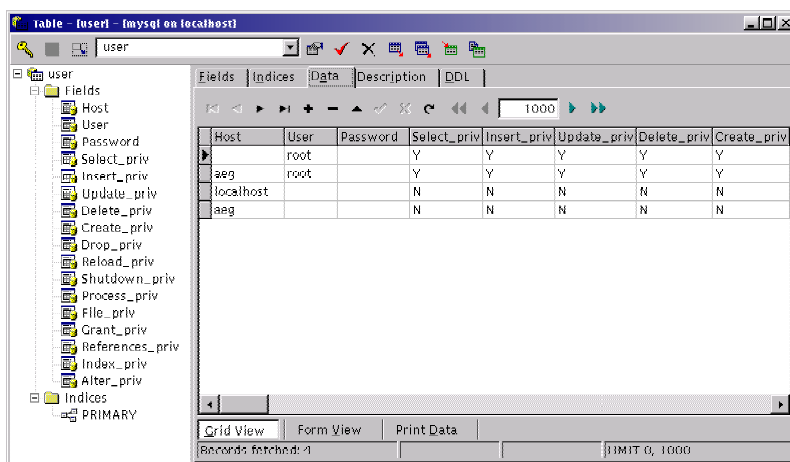 Table - [user] - [mysql on localhost]
user
user
Fields
Host
User
Password
Select_priv
Insert_priv
Update_priv
Delete_priv
Create_priv
Drop_priv
Reload_priv
Shutdown_priv
Process_priv
File_priv
Grant_priv
References_priv
Index_priv
Alter_priv
Indices
PRIMARY
Fields Indices Data Description DDL
1000
Host User Password Select_priv Insert_priv Update_priv Delete_priv Create_priv
root Y Y Y Y Y
aeg root Y Y Y Y Y
localhost N N N N N
aeg N N N N N
Grid View Form View Print Data
Records fetched: 4 LIMIT 0, 1000